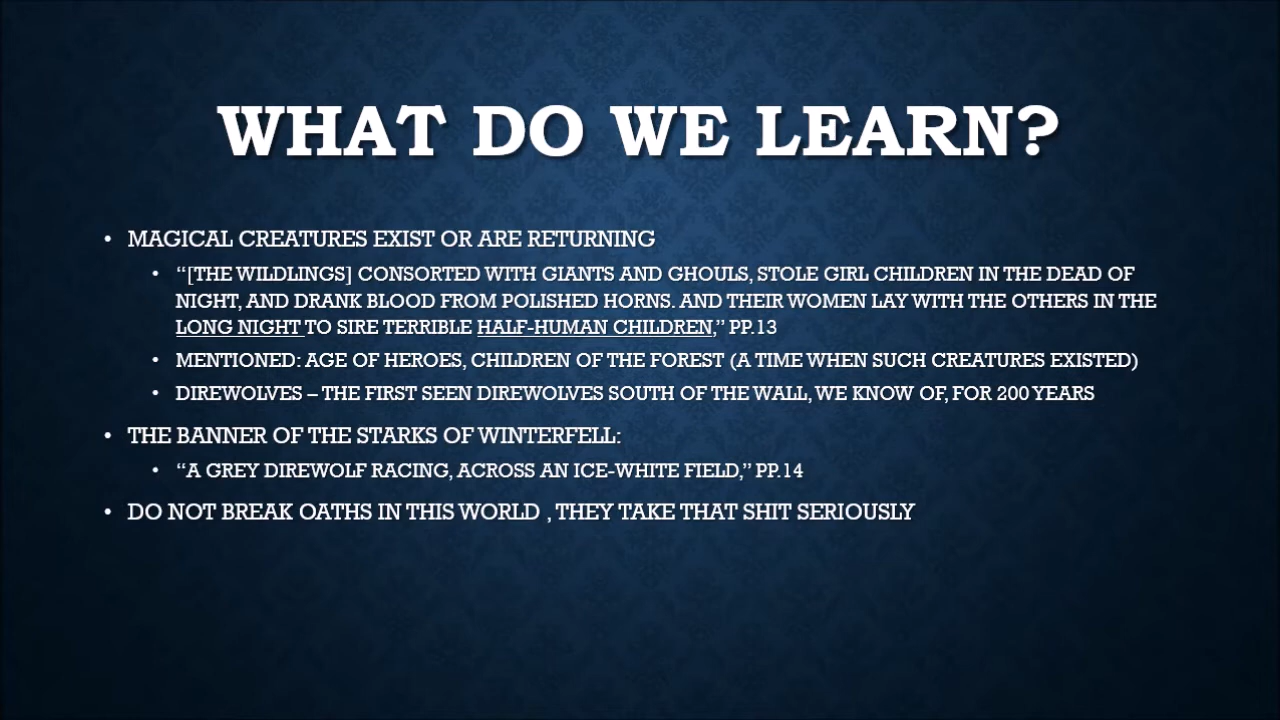 WHAT DO WE LEARN?
• MAGICAL CREATURES EXIST OR ARE RETURNING
• “[THE WILDLINGS] CONSORTED WITH GIANTS AND GHOULS, STOLE GIRL CHILDREN IN THE DEAD OF
NIGHT, AND DRANK BLOOD FROM POLISHED HORNS. AND THEIR WOMEN LAY WITH THE OTHERS IN THE
LONG NIGHT TO SIRE TERRIBLE HALF-HUMAN CHILDREN,” PP.13
• MENTIONED: AGE OF HEROES, CHILDREN OF THE FOREST (A TIME WHEN SUCH CREATURES EXISTED)
• DIREWOLVES – THE FIRST SEEN DIREWOLVES SOUTH OF THE WALL, WE KNOW OF, FOR 200 YEARS
• THE BANNER OF THE STARKS OF WINTERFELL:
• “A GREY DIREWOLF RACING, ACROSS AN ICE-WHITE FIELD,” PP.14
• DO NOT BREAK OATHS IN THIS WORLD , THEY TAKE THAT SHIT SERIOUSLY